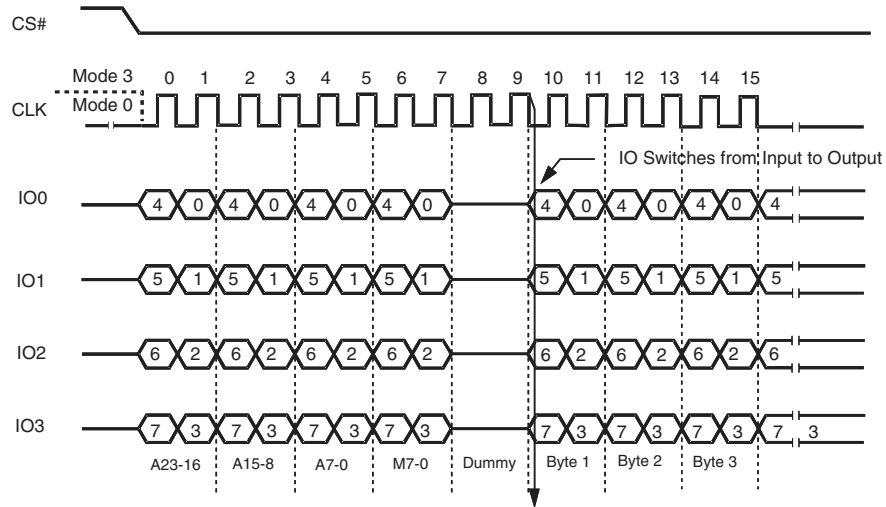 CS#
Mode 3 0 1 2 3 4 5 6 7 8 9 10 11 12 13 14 15
CLK Mode 0
IO Switches from Input to Output
IO0 4 0 4 0 4 0 4 0 4 0 4 0 4 0 4
IO1 5 1 5 1 5 1 5 1 5 1 5 1 5 1 5
IO2 6 2 6 2 6 2 6 2 6 2 6 2 6 2 6
IO3 7 3 7 3 7 3 7 3 7 3 7 3 7 3 7 3
A23-16 A15-8 A7-0 M7-0 Dummy Byte 1 Byte 2 Byte 3